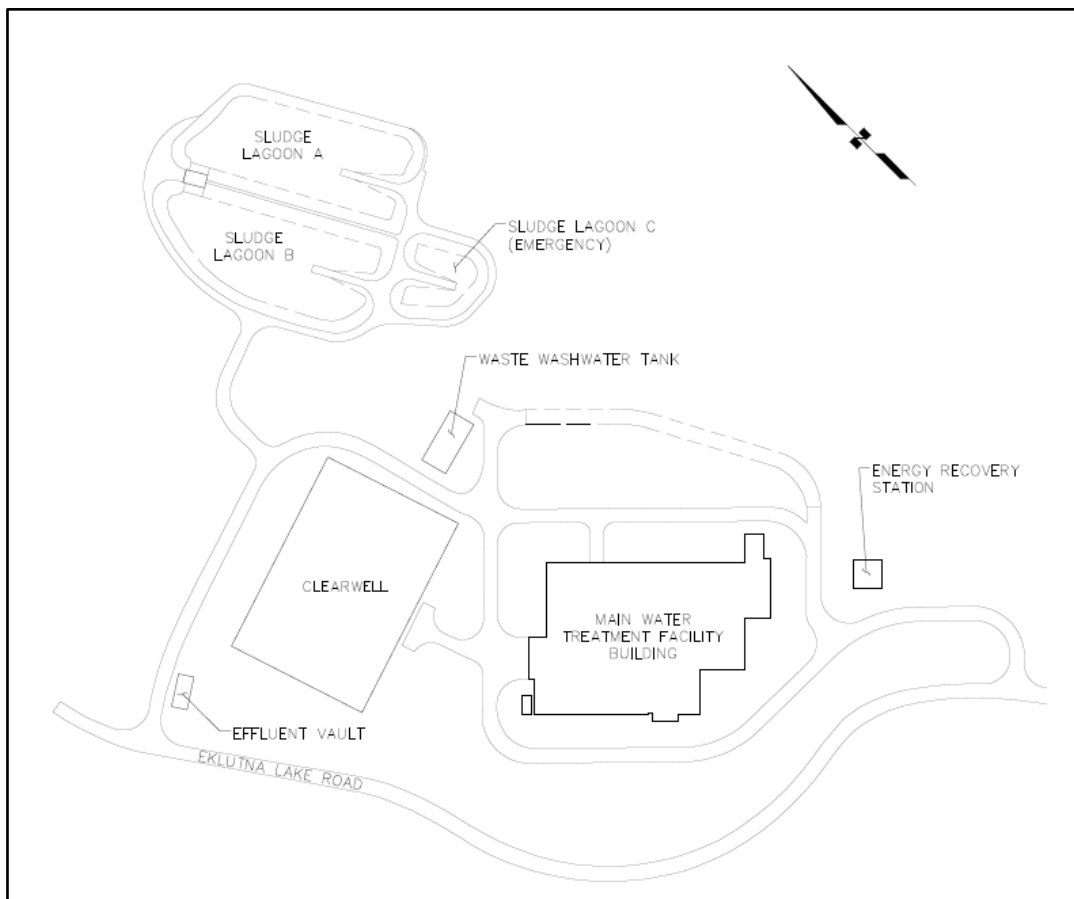 SLUDGE
LAGOON A
N
SLUDGE
LAGOON B
SLUDGE LAGOON C
(EMERGENCY)
WASTE WASHWATER TANK
ENERGY RECOVERY
STATION
CLEARWELL
MAIN WATER
TREATMENT FACILITY
BUILDING
EFFLUENT VAULT
EKLUTNA LAKE ROAD